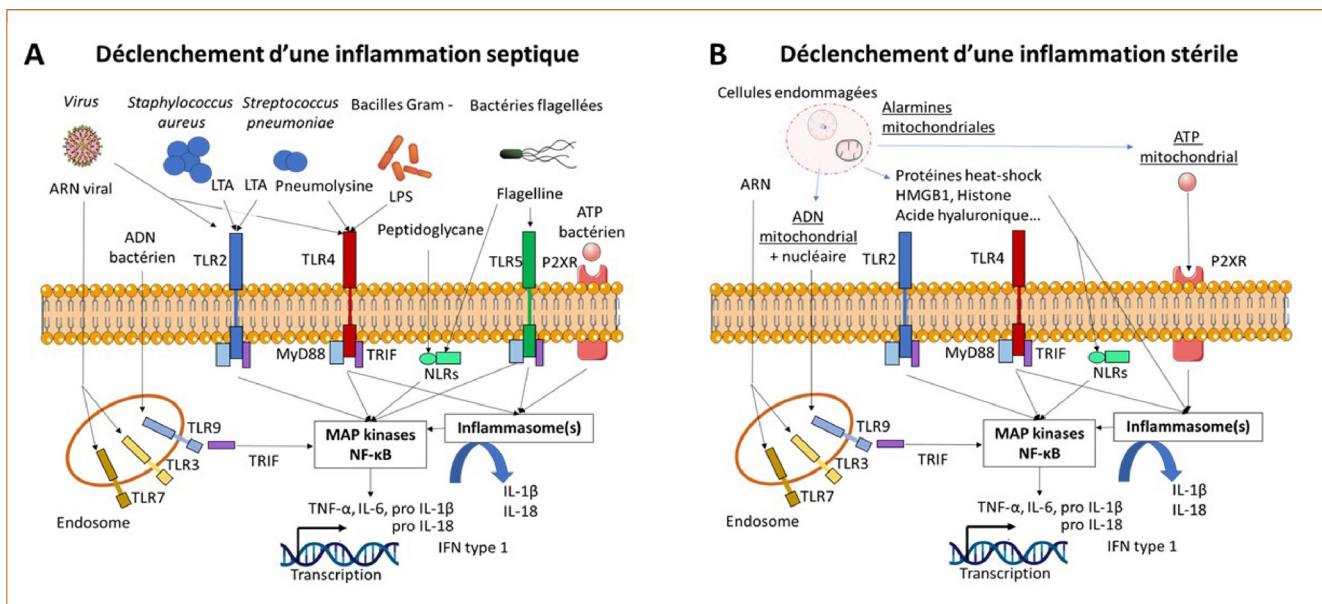 A
Déclenchement d’une inflammation septique
Virus
Staphylococcus
aureus
Streptococcus
pneumoniae
Bacilles Gram -
Bactéries flagellées
ARN viral
LTA
LTA
Pneumolysine
LPS
Flagelline
Peptidoglycane
ATP
bactérien
ADN
bactérien
TLR2
TLR4
TLR5
P2XR
MyD88
TRIF
NLRs
TLR9
TLR3
TLR7
TRIF
Endosome
MAP kinases
NF-κB
Inflammasome(s)
TNF-α, IL-6, pro IL-1β
pro IL-18
IFN type 1
IL-1β
IL-18
Transcription
B
Déclenchement d’une inflammation stérile
Cellules endommagées
Alarmines
mitochondriales
ATP
mitochondrial
ARN
Protéines heat-shock
HMGB1, Histone
Acide hyaluronique...
ADN
mitochondrial
+ nucléaire
TLR2
TLR4
P2XR
MyD88
TRIF
NLRs
TLR9
TLR3
TLR7
TRIF
Endosome
MAP kinases
NF-κB
Inflammasome(s)
TNF-α, IL-6, pro IL-1β
pro IL-18
IFN type 1
IL-1β
IL-18
Transcription